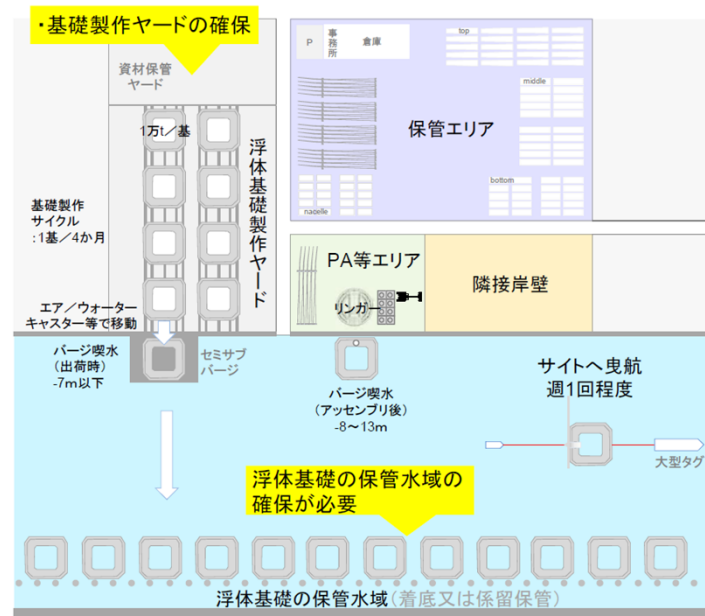 ・基礎製作ヤードの確保
資材保管
ヤード
1万t／基
浮体基礎製作ヤード
基礎製作
サイクル
：1基／4か月
エア／ウォーター
キャスター等で移動
P
事務所
倉庫
top
middle
保管エリア
bottom
nacelle
PA等エリア
リンガー
隣接岸壁
バージ喫水
（出荷時）
-7m以下
セミサブ
バージ
バージ喫水
（アッセンブリ後）
-8～13m
サイトへ曳航
週1回程度
大型タグ
浮体基礎の保管水域の
確保が必要
浮体基礎の保管水域（着底又は係留保管）